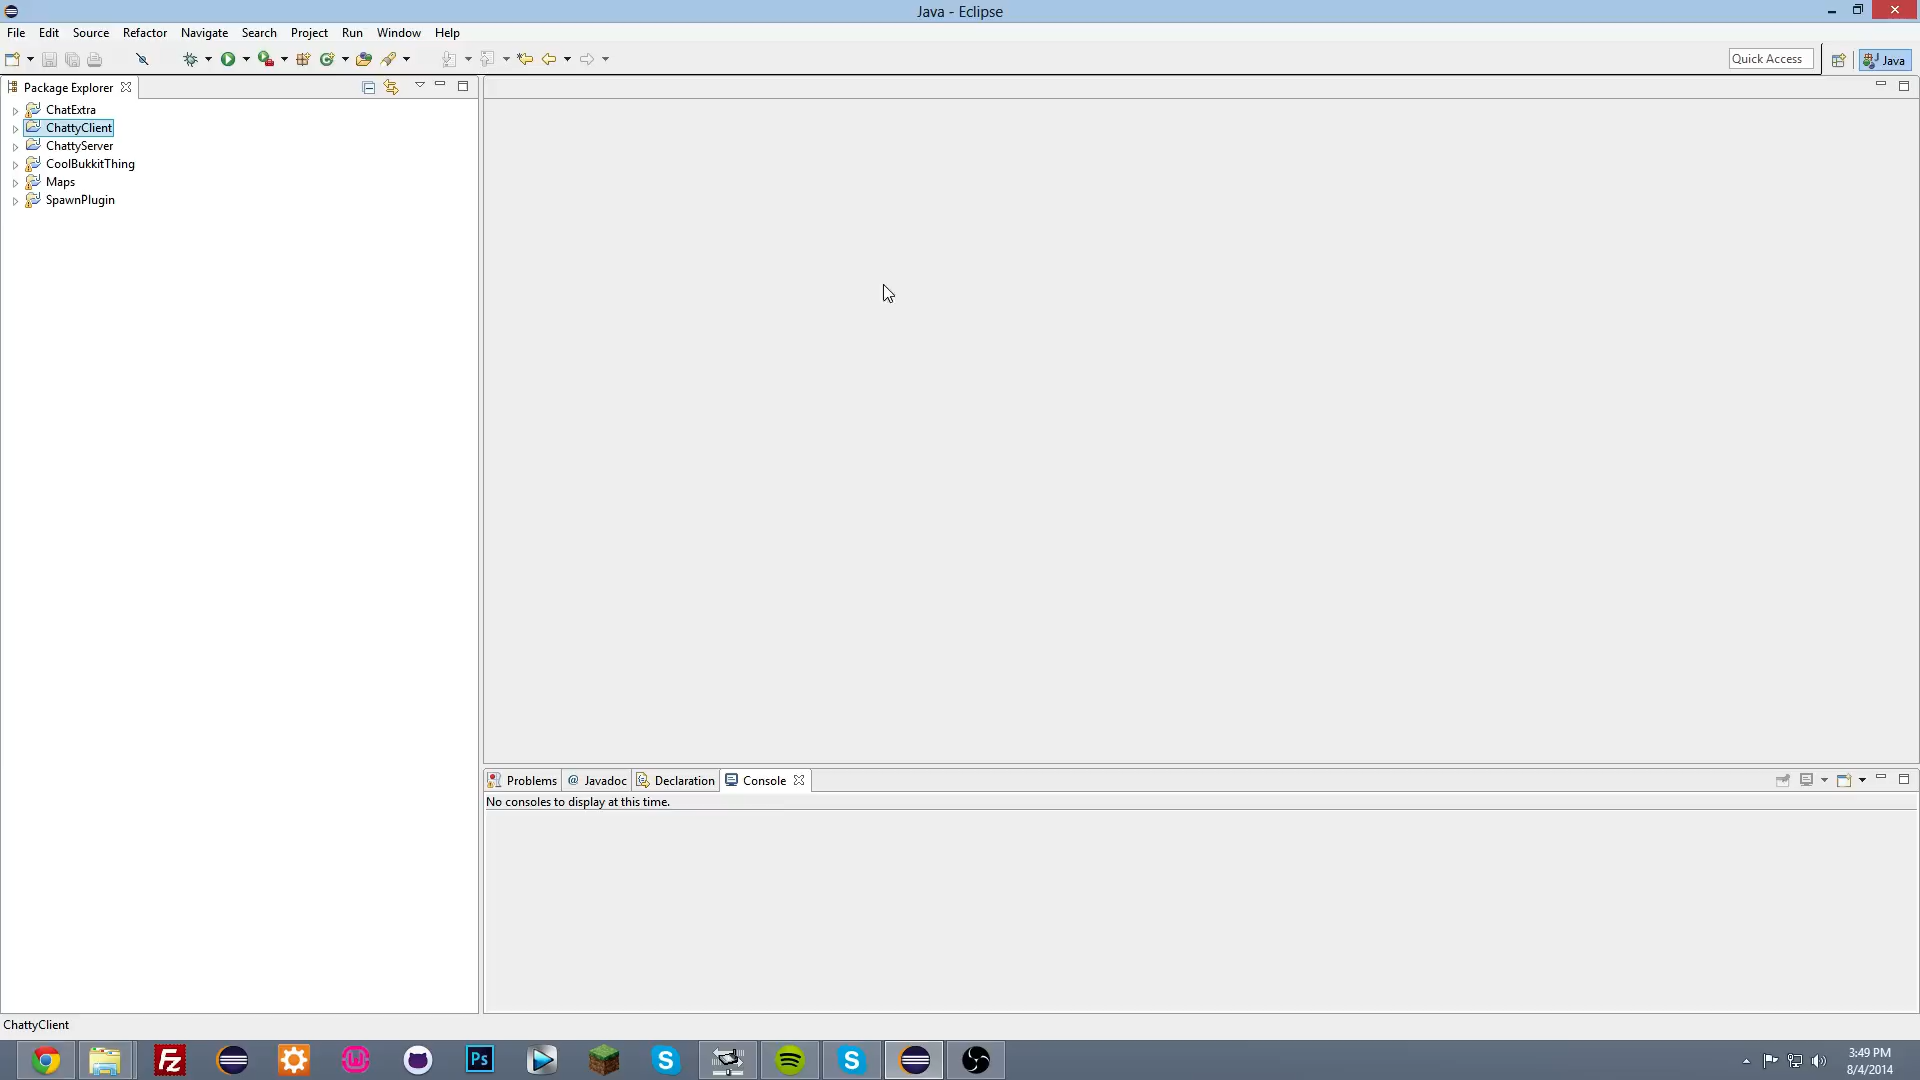 Java - Eclipse
File Edit Source Refactor Navigate Search Project Run Window Help
Quick Access
Java
Package Explorer
ChatExtra
ChattyClient
ChattyServer
CoolBukkitThing
Maps
SpawnPlugin
Problems @ Javadoc Declaration Console
No consoles to display at this time.
ChattyClient
Fz
Ps
3:49 PM
8/4/2014